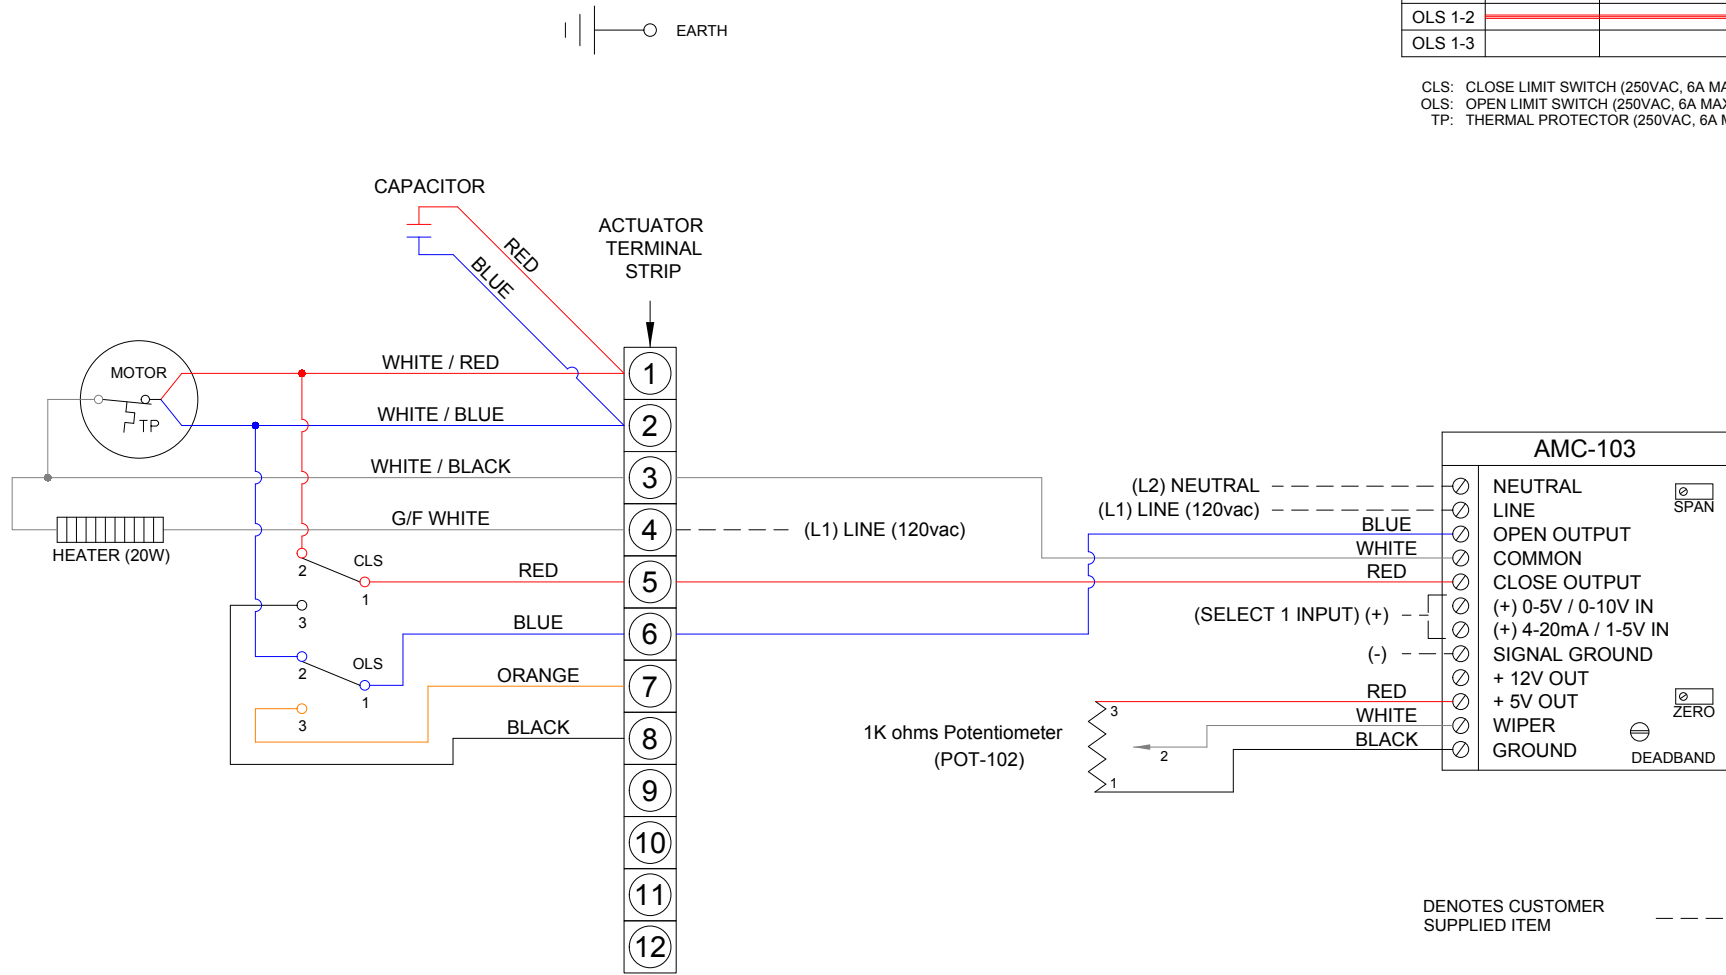 EARTH
OLS 1-2
OLS 1-3
CLS: CLOSE LIMIT SWITCH (250VAC, 6A
OLS: OPEN LIMIT SWITCH (250VAC, 6A
TP: THERMAL PROTECTOR (250VAC, 6A
CAPACITOR
RED
BLUE
ACTUATOR
TERMINAL
STRIP
MOTOR
TP
WHITE / RED
WHITE / BLUE
WHITE / BLACK
G/F WHITE
HEATER (20W)
CLS
2
1
3
RED
BLUE
OLS
2
1
3
ORANGE
BLACK
1
2
3
4
5
6
7
8
9
10
11
12
(L1) LINE (120vac)
(L2) NEUTRAL
(L1) LINE (120vac)
BLUE
WHITE
RED
(SELECT 1 INPUT) (+)
(-)
RED
WHITE
BLACK
1K ohms Potentiometer
(POT-102)
3
2
1
AMC-103
NEUTRAL
LINE
OPEN OUTPUT
COMMON
CLOSE OUTPUT
(+) 0-5V / 0-10V IN
(+) 4-20mA / 1-5V IN
SIGNAL GROUND
+ 12V OUT
+ 5V OUT
WIPER
GROUND
SPAN
ZERO
DEADBAND
DENOTES CUSTOMER
SUPPLIED ITEM